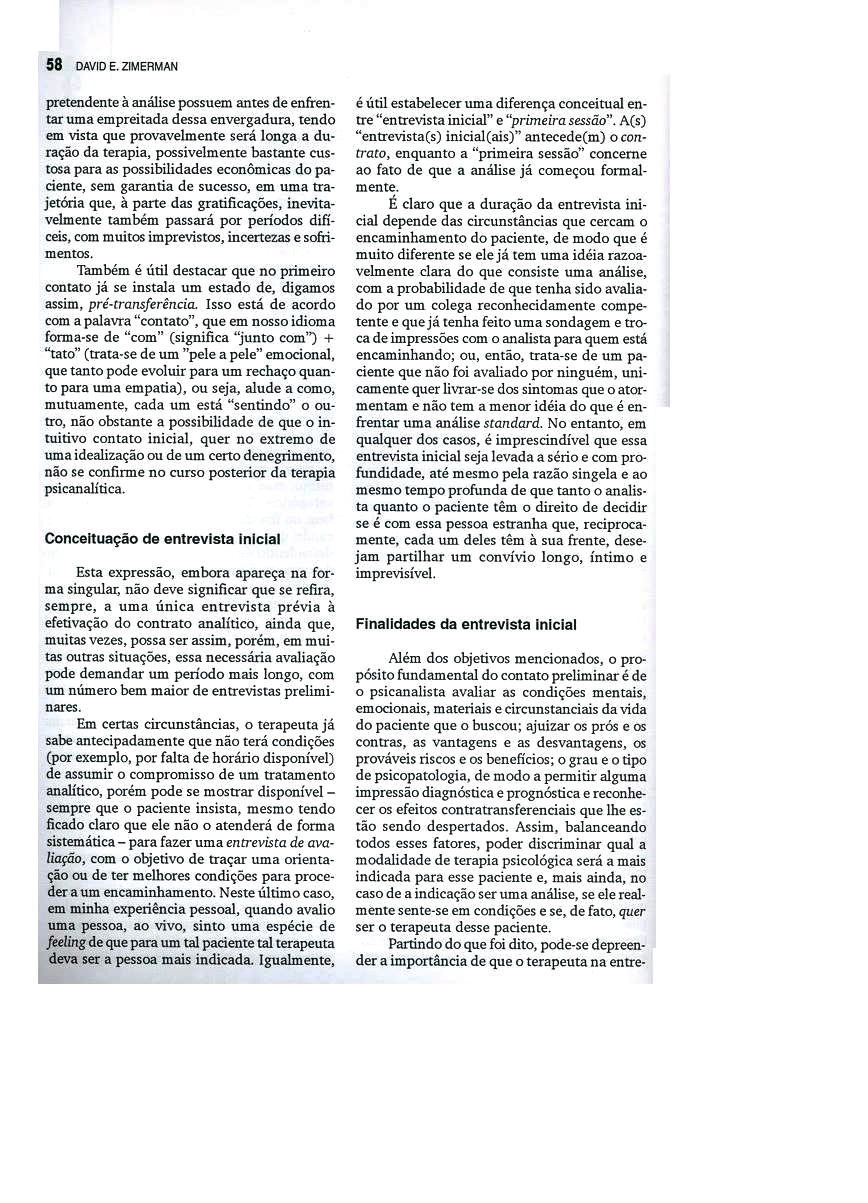 58 DAVID E. ZIMERMAN
pretendente à análise possuem antes de enfren-
tar uma empreitada dessa envergadura, tendo
em vista que provavelmente será longa a du-
ração da terapia, possivelmente bastante cus-
tosa para as possibilidades econômicas do pa-
ciente, sem garantia de sucesso, em uma tra-
jetória que, à parte das gratificações, inevita-
velmente também passará por períodos difí-
ceis, com muitos imprevistos, incertezas e sofri-
mentos.
Também é útil destacar que no primeiro
contato já se instala um estado de, digamos
assim, pré-transferência. Isso está de acordo
com a palavra “contato”, que em nosso idioma
forma-se de “com” (significa “junto com”) +
“tato” (trata-se de um ”pele a pele” emocional,
que tanto pode evoluir para um rechaço quan-
to para uma empatia), ou seja, alude a como,
mutuamente, cada um está “sentindo” o ou-
tro, não obstante a possibilidade de que o in-
tuitivo contato inicial, quer no extremo de
uma idealização ou de um certo denegrimento,
não se confirme no curso posterior da terapia
psicanalítica.
Conceituação de entrevista inicial
Esta expressão, embora apareça na for-
ma singular, não deve significar que se refira,
sempre, a uma única entrevista prévia à
efetivação do contrato analítico, ainda que,
muitas vezes, possa ser assim, porém, em mui-
tas outras situações, essa necessária avaliação
pode demandar um período mais longo, com
um número bem maior de entrevistas prelimi-
nares.
Em certas circunstâncias, o terapeuta já
sabe antecipadamente que não terá condições
(por exemplo, por falta de horário disponível)
de assumir o compromisso de um tratamento
analítico, porém pode se mostrar disponível –
sempre que o paciente insista, mesmo tendo
ficado claro que ele não o atenderá de forma
sistemática – para fazer uma entrevista de ava-
liação, com o objetivo de traçar uma orienta-
ção ou de ter melhores condições para proce-
der a um encaminhamento. Neste último caso,
em minha experiência pessoal, quando avalio
uma pessoa, ao vivo, sinto uma espécie de
feeling de que para um tal paciente tal terapeuta
deva ser a pessoa mais indicada. Igualmente,
é útil estabelecer uma diferença conceitual en-
tre “entrevista inicial” e “primeira sessão”. A(s)
“entrevista(s) inicial(ais)” antecede(m) o con-
trato, enquanto a “primeira sessão” concerne
ao fato de que a análise já começou formal-
mente.
É claro que a duração da entrevista ini-
cial depende das circunstâncias que cercam o
encaminhamento do paciente, de modo que é
muito diferente se ele já tem uma idéia razoa-
velmente clara do que consiste uma análise,
com a probabilidade de que tenha sido avalia-
do por um colega reconhecidamente compe-
tente e que já tenha feito uma sondagem e tro-
ca de impressões com o analista para quem está
encaminhando; ou, então, trata-se de um pa-
ciente que não foi avaliado por ninguém, uni-
camente quer livrar-se dos sintomas que o ator-
mentam e não tem a menor idéia do que é en-
frentar uma análise standard. No entanto, em
qualquer dos casos, é imprescindível que essa
entrevista inicial seja levada a sério e com pro-
fundidade, até mesmo pela razão singela e ao
mesmo tempo profunda de que tanto o analis-
ta quanto o paciente têm o direito de decidir
se é com essa pessoa estranha que, reciproca-
mente, cada um deles têm à sua frente, dese-
jam partilhar um convívio longo, íntimo e
imprevisível.
Finalidades da entrevista inicial
Além dos objetivos mencionados, o pro-
pósito fundamental do contato preliminar é de
o psicanalista avaliar as condições mentais,
emocionais, materiais e circunstanciais da vida
do paciente que o buscou; ajuizar os prós e os
contras, as vantagens e as desvantagens, os
prováveis riscos e os benefícios; o grau e o tipo
de psicopatologia, de modo a permitir alguma
impressão diagnóstica e prognóstica e reconhe-
cer os efeitos contratransferenciais que lhe es-
tão sendo despertados. Assim, balanceando
todos esses fatores, poder discriminar qual a
modalidade de terapia psicológica será a mais
indicada para esse paciente e, mais ainda, no
caso de a indicação ser uma análise, se ele real-
mente sente-se em condições e se, de fato, quer
ser o terapeuta desse paciente.
Partindo do que foi dito, pode-se depreen-
der a importância de que o terapeuta na entre-